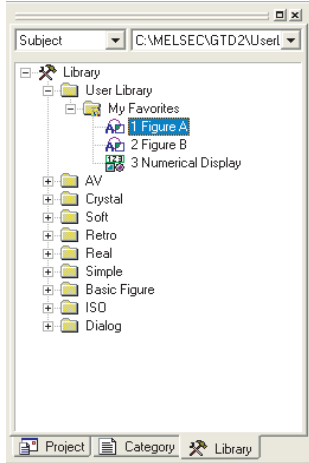 Subject C:\MELSEC\GTD2\UserL
Library
User Library
My Favorites
1 Figure A
2 Figure B
123
3 Numerical Display
AV
Crystal
Soft
Retro
Real
Simple
Basic Figure
ISO
Dialog
Project Category Library